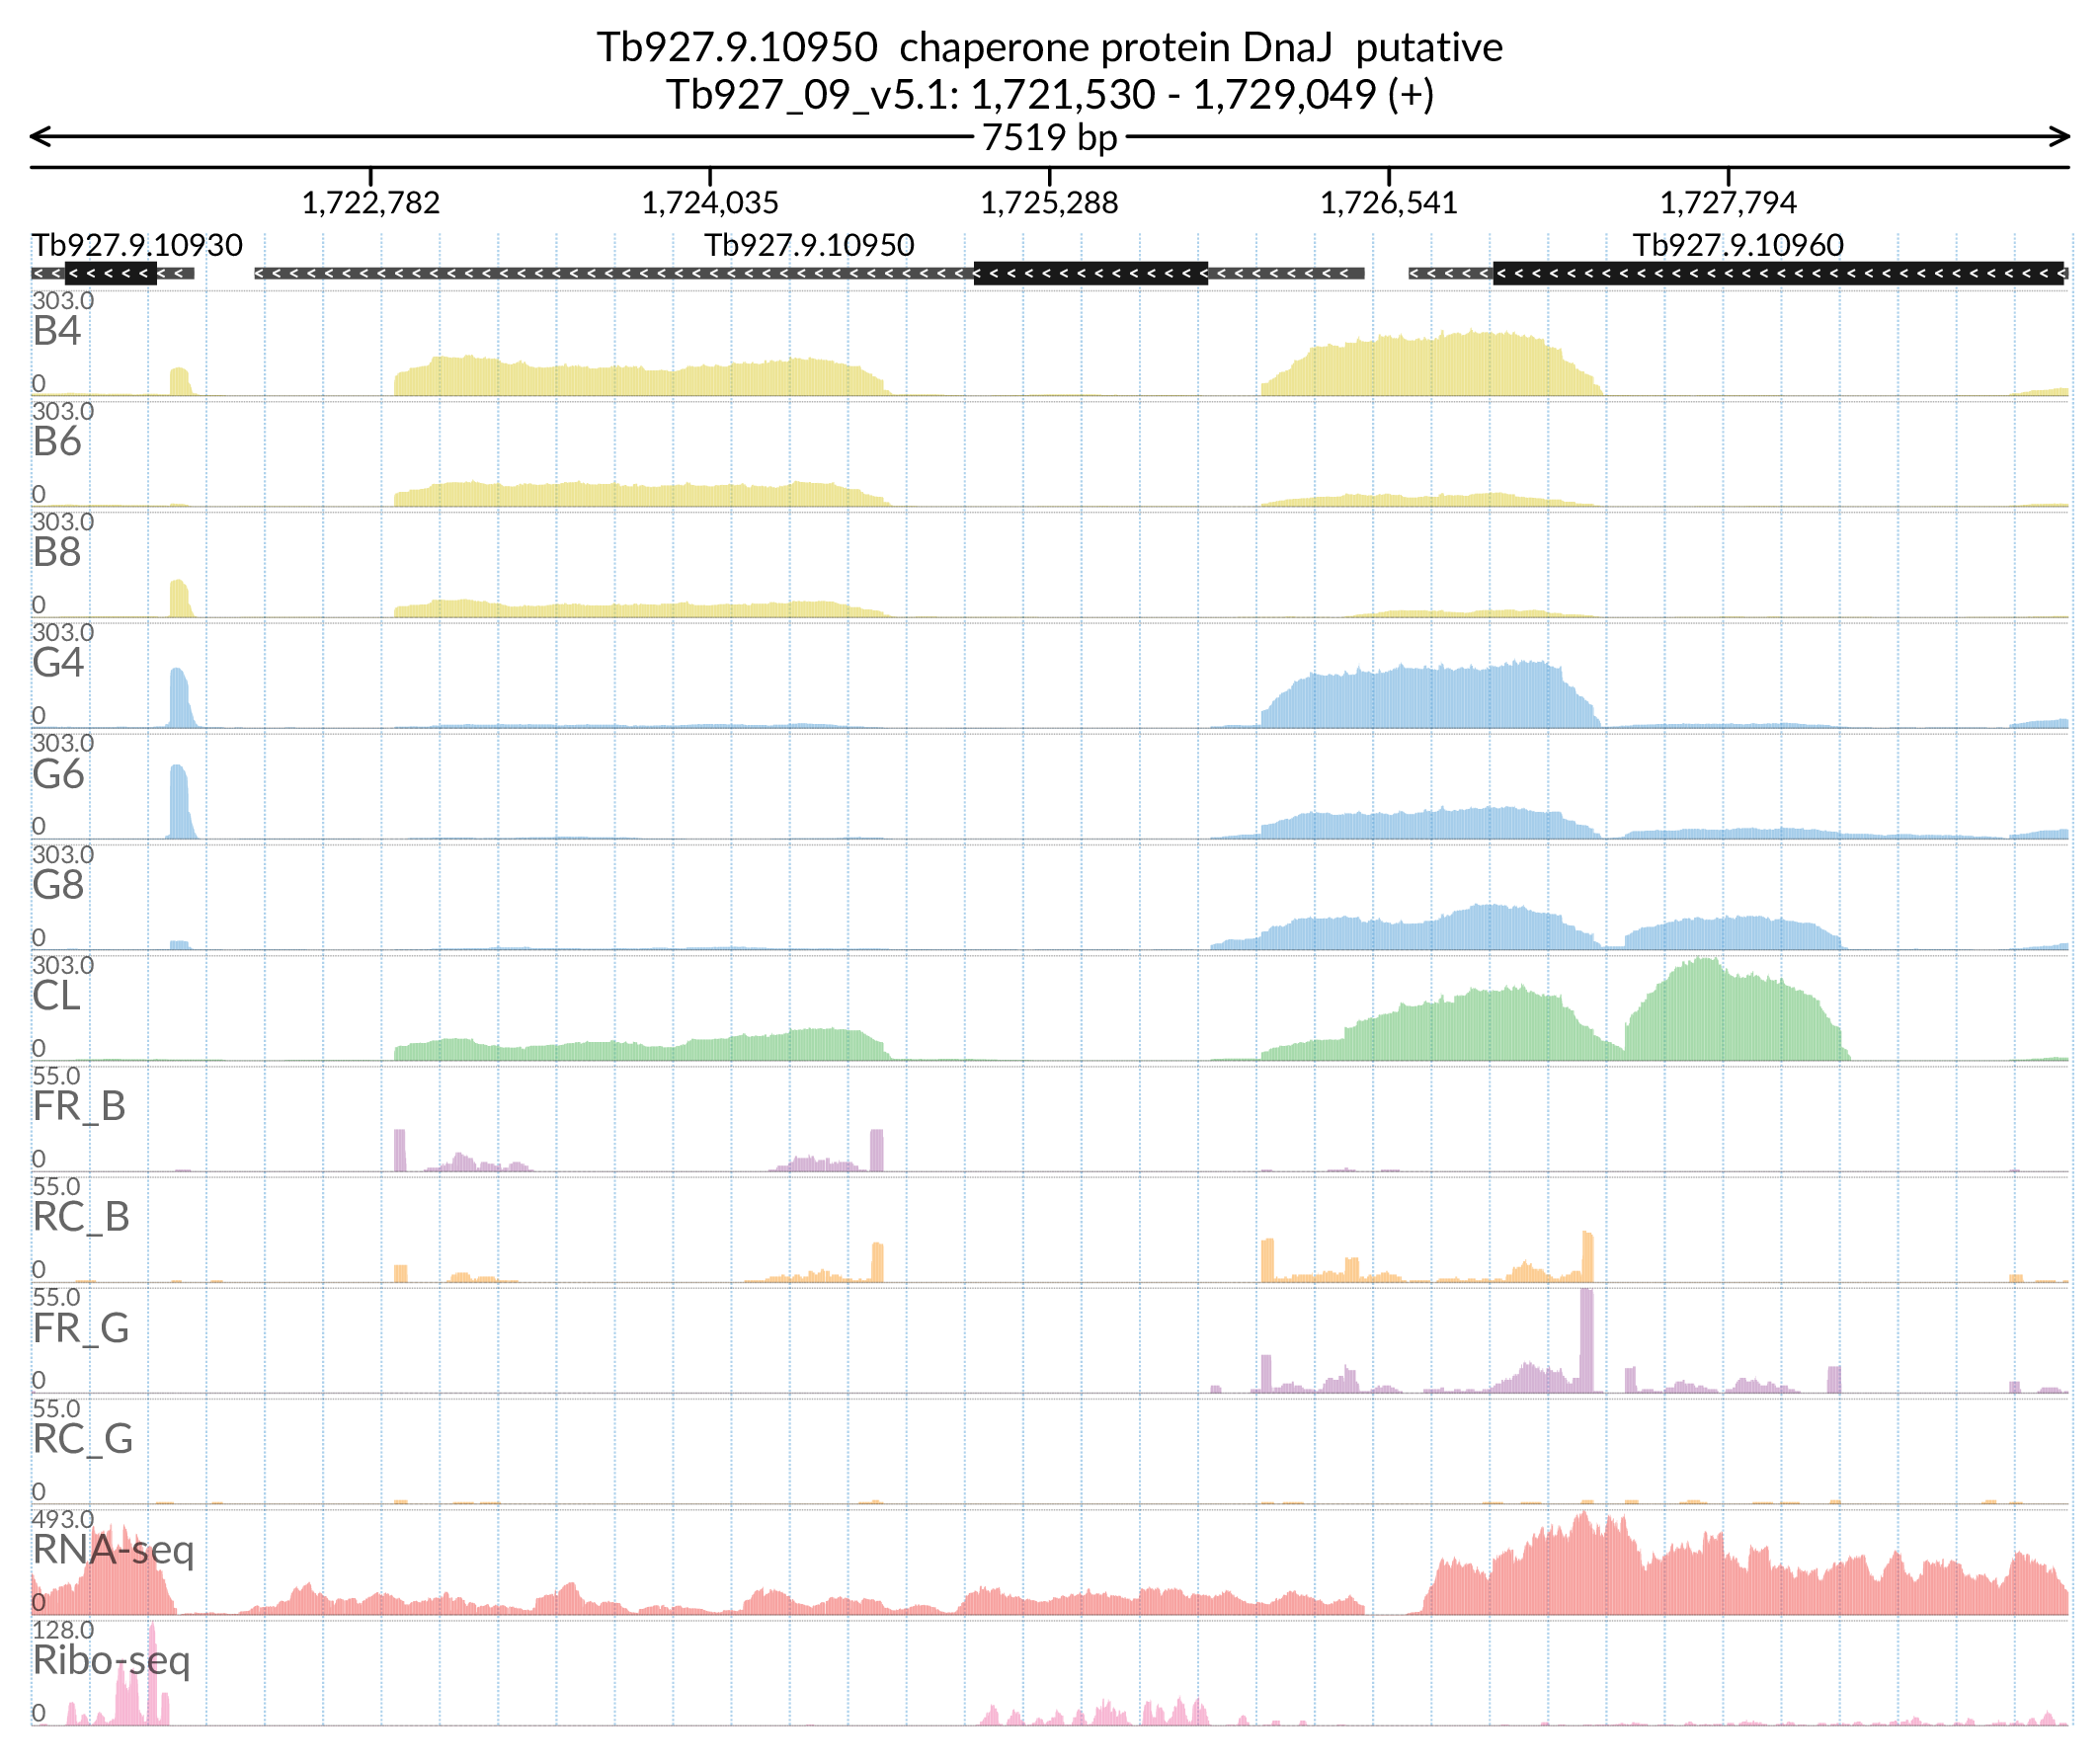 Tb927.9.10950  chaperone protein DnaJ  putative
Tb927_09_v5.1: 1,721,530 - 1,729,049 (+)
7519 bp
1,722,782 1,724,035 1,725,288 1,726,541 1,727,794
Tb927.9.10930 Tb927.9.10950 Tb927.9.10960
303.0
B4
0
303.0
B6
0
303.0
B8
0
303.0
G4
0
303.0
G6
0
303.0
G8
0
303.0
CL
0
55.0
FR_B
0
55.0
RC_B
0
55.0
FR_G
0
55.0
RC_G
0
493.0
RNA-seq
0
128.0
Ribo-seq
0